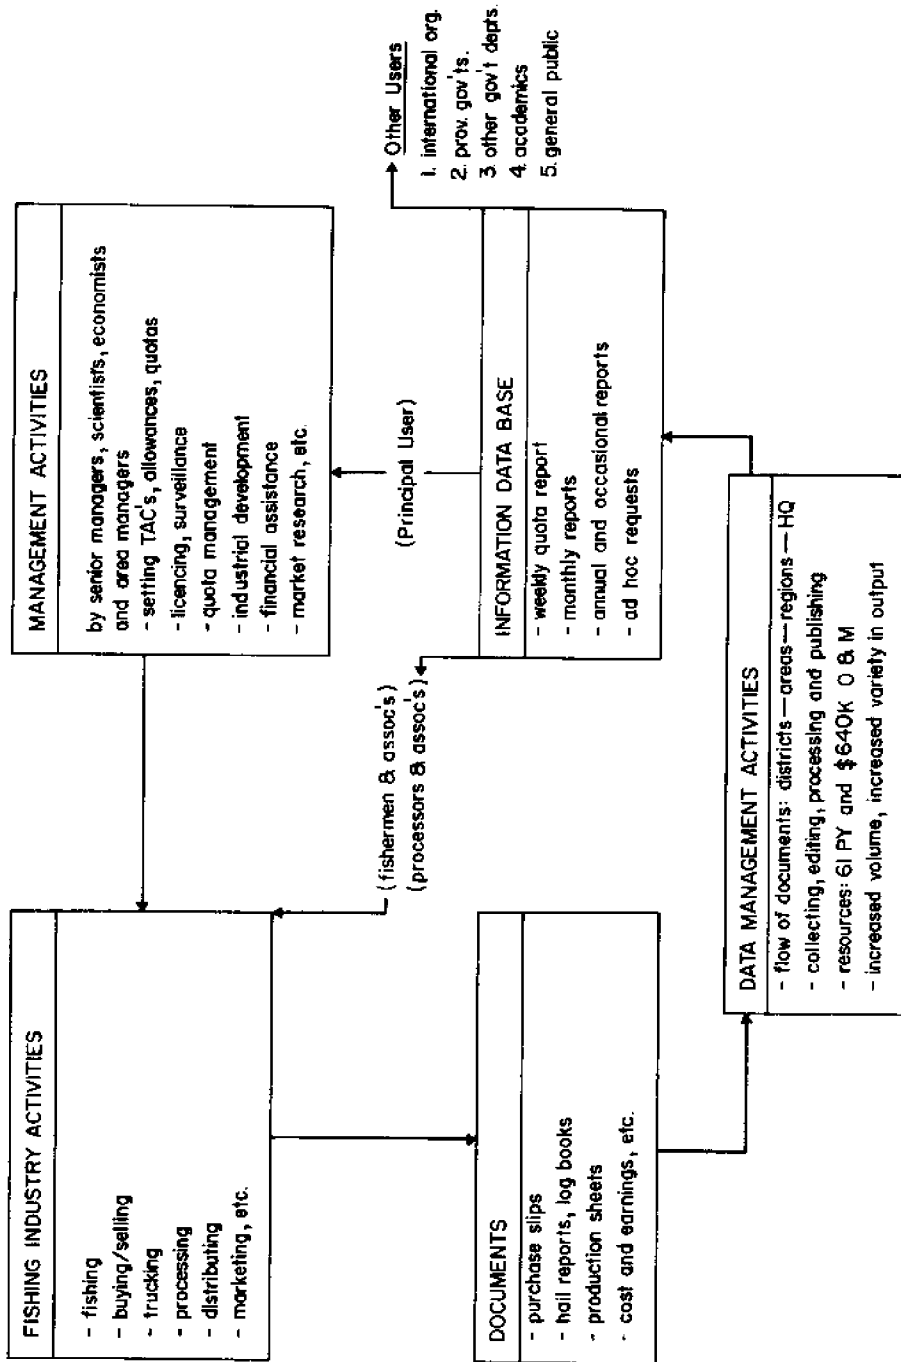 FISHING INDUSTRY ACTIVITIES
- fishing
- buying/selling
- trucking
- processing
- distributing
- marketing, etc.
MANAGEMENT ACTIVITIES
by senior managers, scientists, economists
and area managers
- setting TAC's, allowances, quotas
- licencing, surveillance
- quota management
- industrial development
- financial assistance
- market research, etc.
(fishermen & assoc's)
(processors & assoc's)
(Principal User)
Other Users
1. international org.
2. prov. gov'ts.
3. other gov't depts.
4. academics
5. general public
DOCUMENTS
- purchase slips
- hail reports, log books
- production sheets
- cost and earnings, etc.
INFORMATION DATA BASE
- weekly quota report
- monthly reports
- annual and occasional reports
- ad hoc requests
DATA MANAGEMENT ACTIVITIES
- flow of documents: districts — areas — regions — HQ
- collecting, editing, processing and publishing
- resources: 61 PY and $640K O & M
- increased volume, increased variety in output